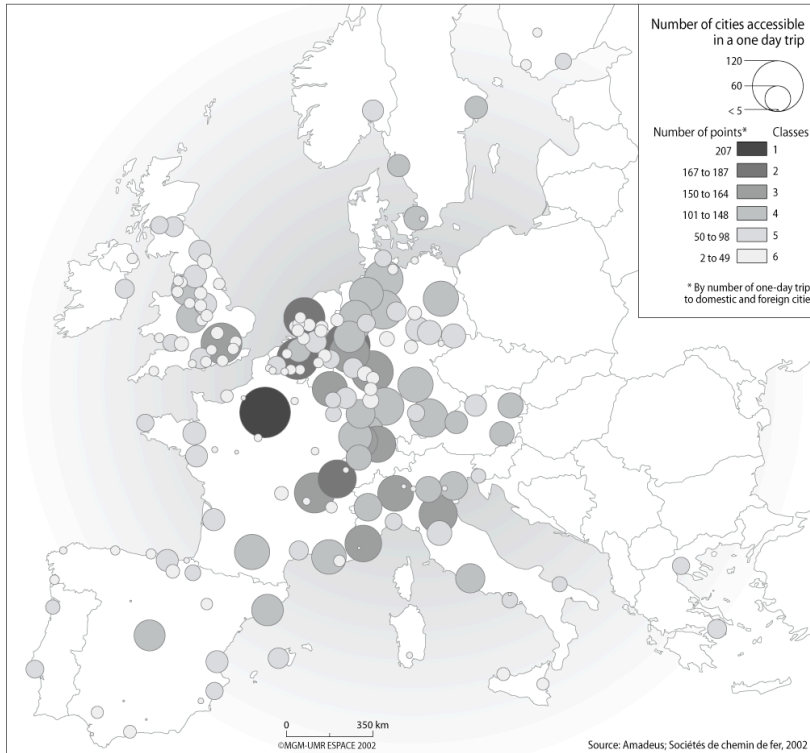 Number of cities accessible
in a one day trip
120
60
< 5
Number of points* Classes
207 1
167 to 187 2
150 to 164 3
101 to 148 4
50 to 98 5
2 to 49 6
* By number of one-day trip
to domestic and foreign citie
0 350 km
©MGM-UMR ESPACE 2002
Source: Amadeus; Sociétés de chemin de fer, 2002